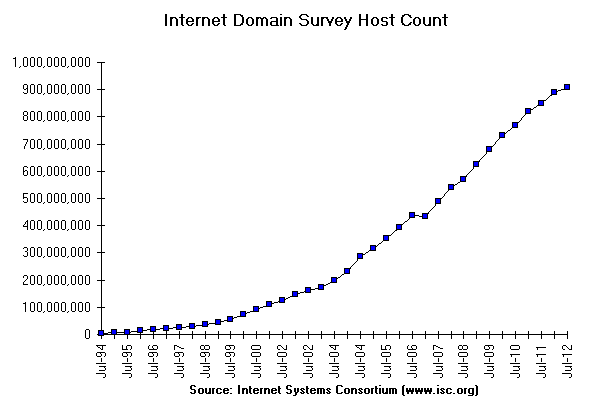 Internet Domain Survey Host Count
1,000,000,000
900,000,000
800,000,000
700,000,000
600,000,000
500,000,000
400,000,000
300,000,000
200,000,000
100,000,000
0
Jul-94
Jul-95
Jul-96
Jul-97
Jul-98
Jul-99
Jul-00
Jul-02
Jul-02
Jul-04
Jul-04
Jul-05
Jul-06
Jul-07
Jul-08
Jul-09
Jul-10
Jul-11
Jul-12
Source: Internet Systems Consortium (www.isc.org)